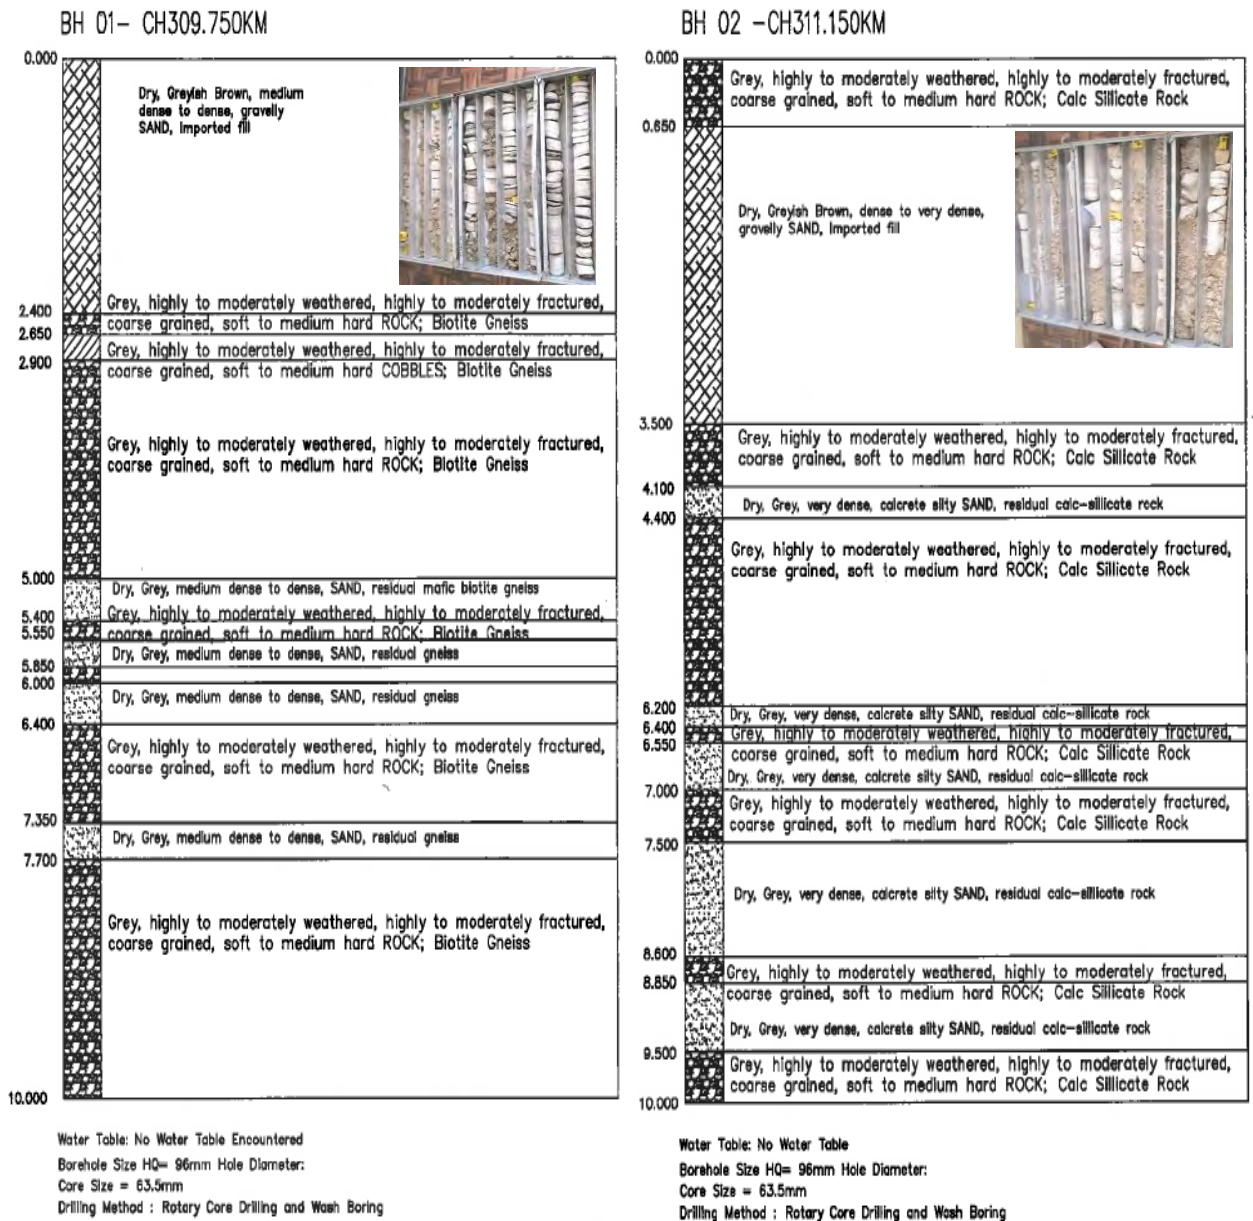 BH 01- CH309.750KM
0.000
Dry, Greyish Brown, medium
dense to dense, gravelly
SAND, Imported fill
2.400
Grey, highly to moderately weathered, highly to moderately fractured,
coarse grained, soft to medium hard ROCK; Biotite Gneiss
2.650
Grey, highly to moderately weathered, highly to moderately fractured,
coarse grained, soft to medium hard COBBLES; Biotite Gneiss
2.900
Grey, highly to moderately weathered, highly to moderately fractured,
coarse grained, soft to medium hard ROCK; Biotite Gneiss
5.000
Dry, Grey, medium dense to dense, SAND, residual mafic biotite gneiss
5.400
Grey, highly to moderately weathered, highly to moderately fractured,
coarse grained, soft to medium hard ROCK; Biotite Gneiss
5.550
Dry, Grey, medium dense to dense, SAND, residual gneiss
5.850
6.000
Dry, Grey, medium dense to dense, SAND, residual gneiss
6.400
Grey, highly to moderately weathered, highly to moderately fractured,
coarse grained, soft to medium hard ROCK; Biotite Gneiss
7.350
Dry, Grey, medium dense to dense, SAND, residual gneiss
7.700
Grey, highly to moderately weathered, highly to moderately fractured,
coarse grained, soft to medium hard ROCK; Biotite Gneiss
10.000
Water Table: No Water Table Encountered
Borehole Size HQ= 96mm Hole Diameter:
Core Size = 63.5mm
Drilling Method : Rotary Core Drilling and Wash Boring
BH 02 -CH311.150KM
0.000
Grey, highly to moderately weathered, highly to moderately fractured,
coarse grained, soft to medium hard ROCK; Calc Sillicate Rock
0.650
Dry, Greyish Brown, dense to very dense,
gravelly SAND, Imported fill
3.500
Grey, highly to moderately weathered, highly to moderately fractured,
coarse grained, soft to medium hard ROCK; Calc Sillicate Rock
4.100
Dry, Grey, very dense, calcrete silty SAND, residual calc-sillicate rock
4.400
Grey, highly to moderately weathered, highly to moderately fractured,
coarse grained, soft to medium hard ROCK; Calc Sillicate Rock
6.200
Dry, Grey, very dense, calcrete silty SAND, residual calc-sillicate rock
6.400
Grey, highly to moderately weathered, highly to moderately fractured,
coarse grained, soft to medium hard ROCK; Calc Sillicate Rock
6.550
Dry, Grey, very dense, calcrete silty SAND, residual calc-sillicate rock
7.000
Grey, highly to moderately weathered, highly to moderately fractured,
coarse grained, soft to medium hard ROCK; Calc Sillicate Rock
7.500
Dry, Grey, very dense, calcrete silty SAND, residual calc-sillicate rock
8.600
Grey, highly to moderately weathered, highly to moderately fractured,
coarse grained, soft to medium hard ROCK; Calc Sillicate Rock
8.850
Dry, Grey, very dense, calcrete silty SAND, residual calc-sillicate rock
9.500
Grey, highly to moderately weathered, highly to moderately fractured,
coarse grained, soft to medium hard ROCK; Calc Sillicate Rock
10.000
Water Table: No Water Table
Borehole Size HQ= 96mm Hole Diameter:
Core Size = 63.5mm
Drilling Method : Rotary Core Drilling and Wash Boring